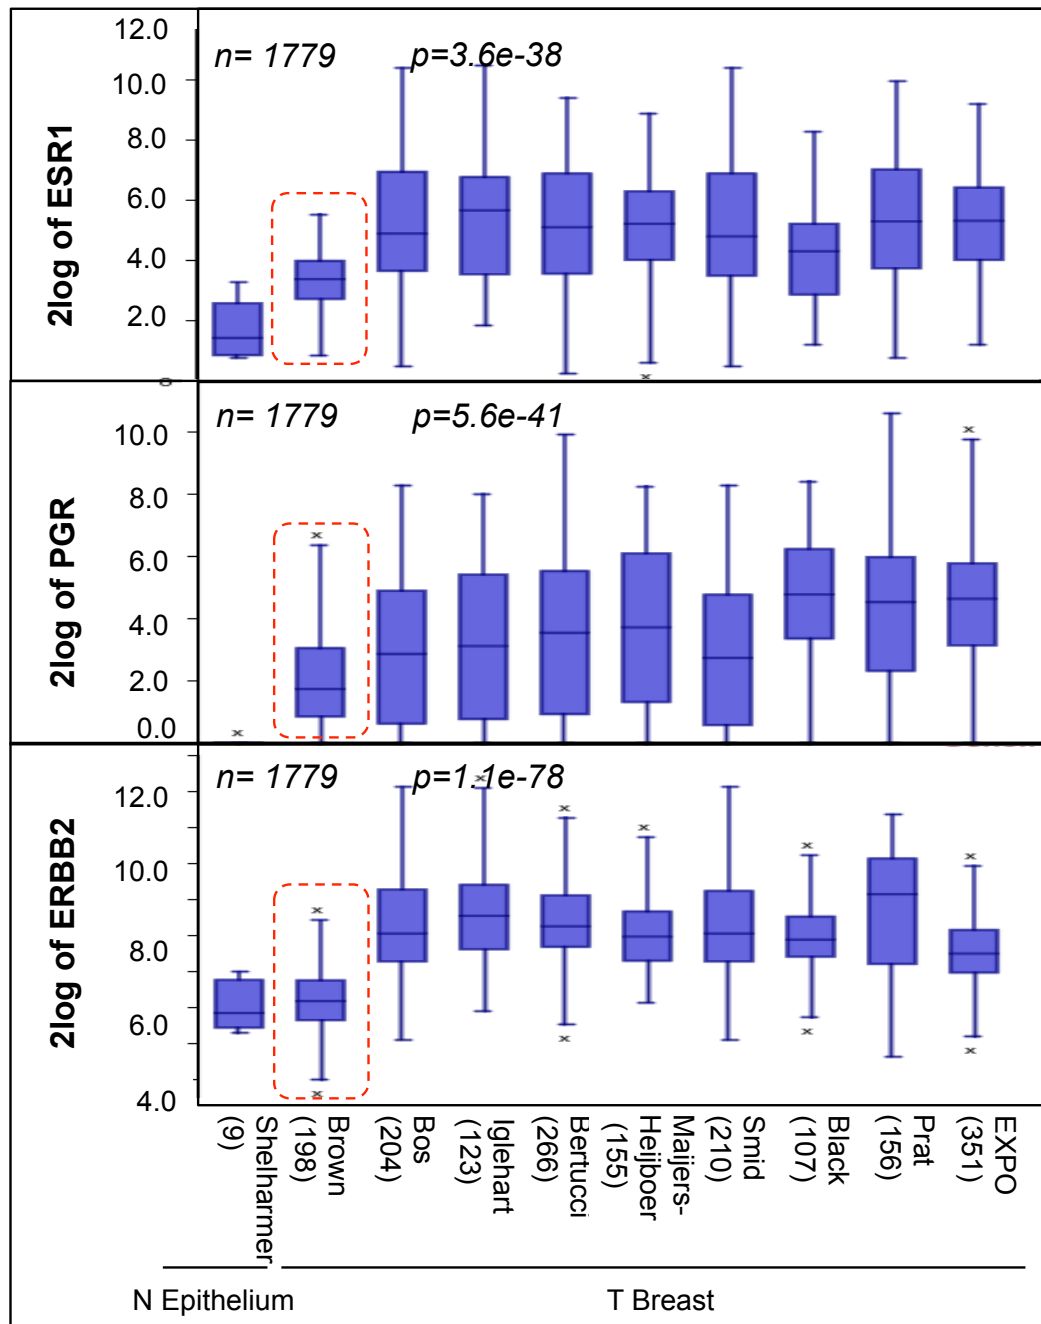 2log of ESR1
12.0
10.0
8.0
6.0
4.0
2.0
n= 1779 p=3.6e-38
2log of PGR
10.0
8.0
6.0
4.0
2.0
0.0
n= 1779 p=5.6e-41
2log of ERBB2
12.0
10.0
8.0
6.0
4.0
n= 1779 p=1.1e-78
Shelharmer
(9)
Brown
(198)
Bos
(204)
Iglehart
(123)
Bertucci
(266)
Maijers-
Heijboer
(155)
Smid
(210)
Black
(107)
Prat
(156)
EXPO
(351)
N Epithelium
T Breast